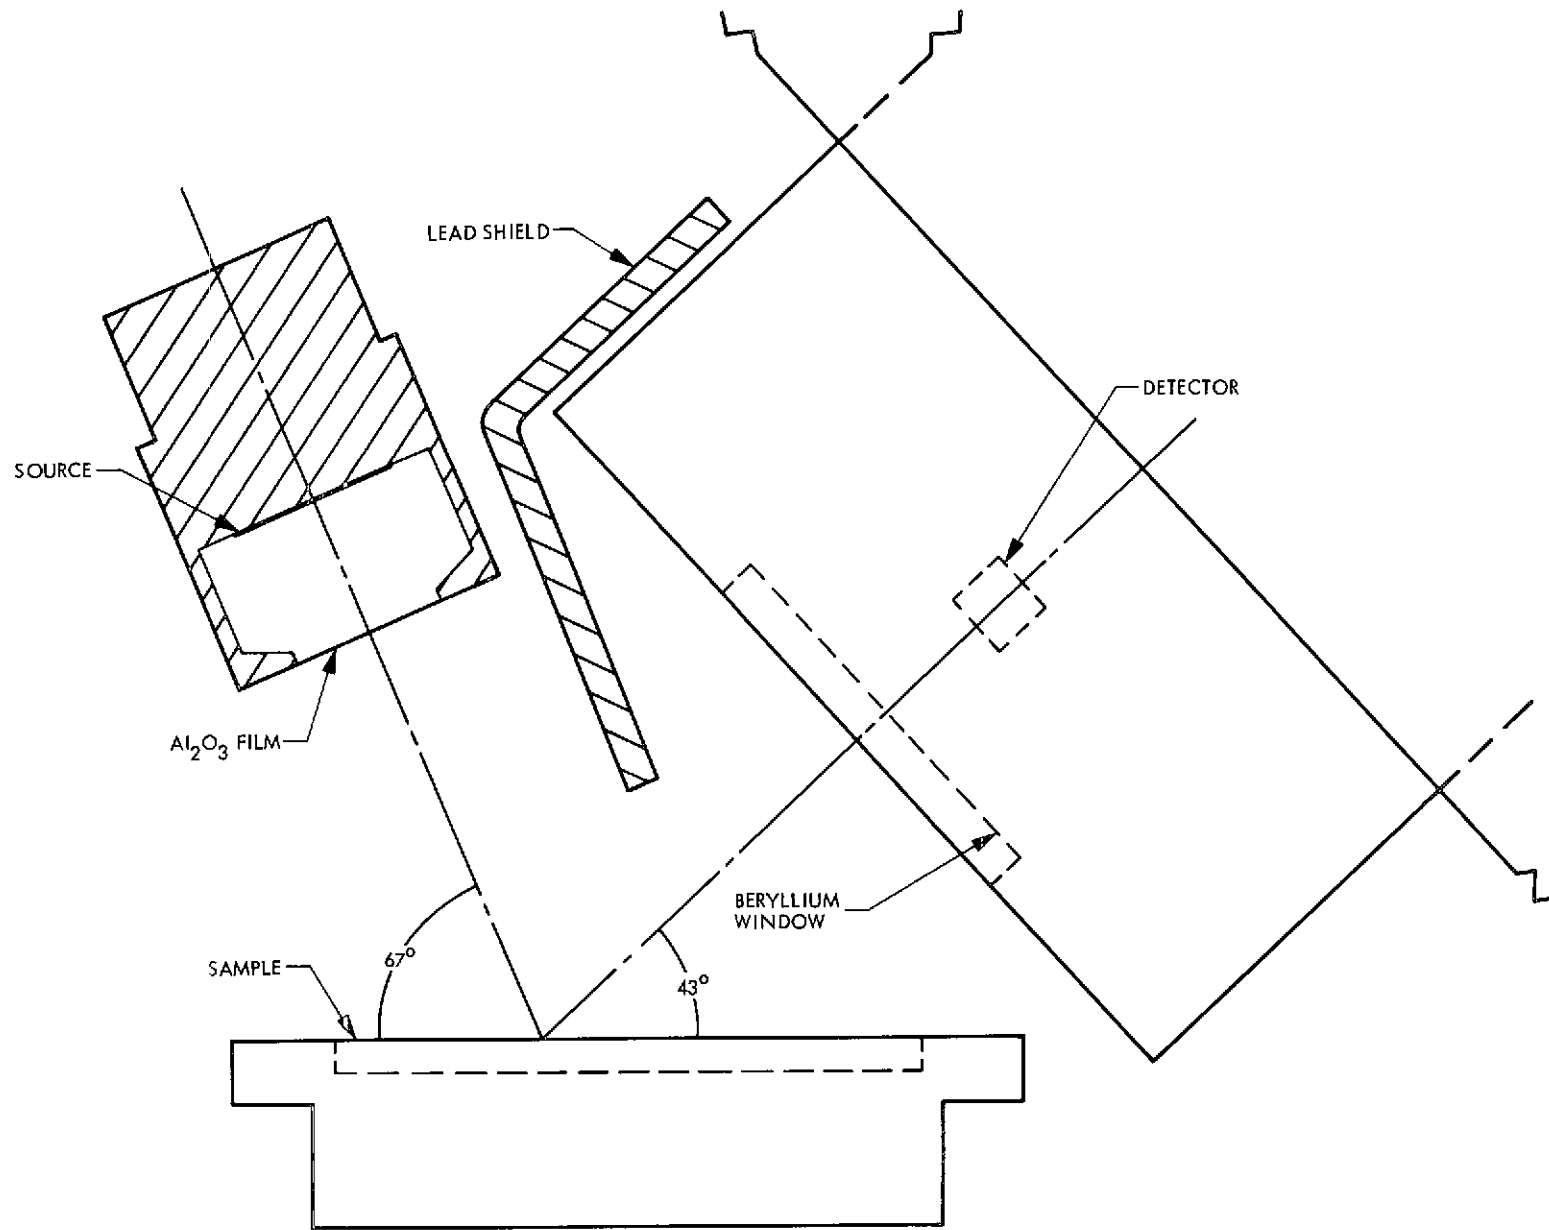 LEAD SHIELD
DETECTOR
SOURCE
Al₂O₃ FILM
BERYLLIUM
WINDOW
67°
SAMPLE
43°